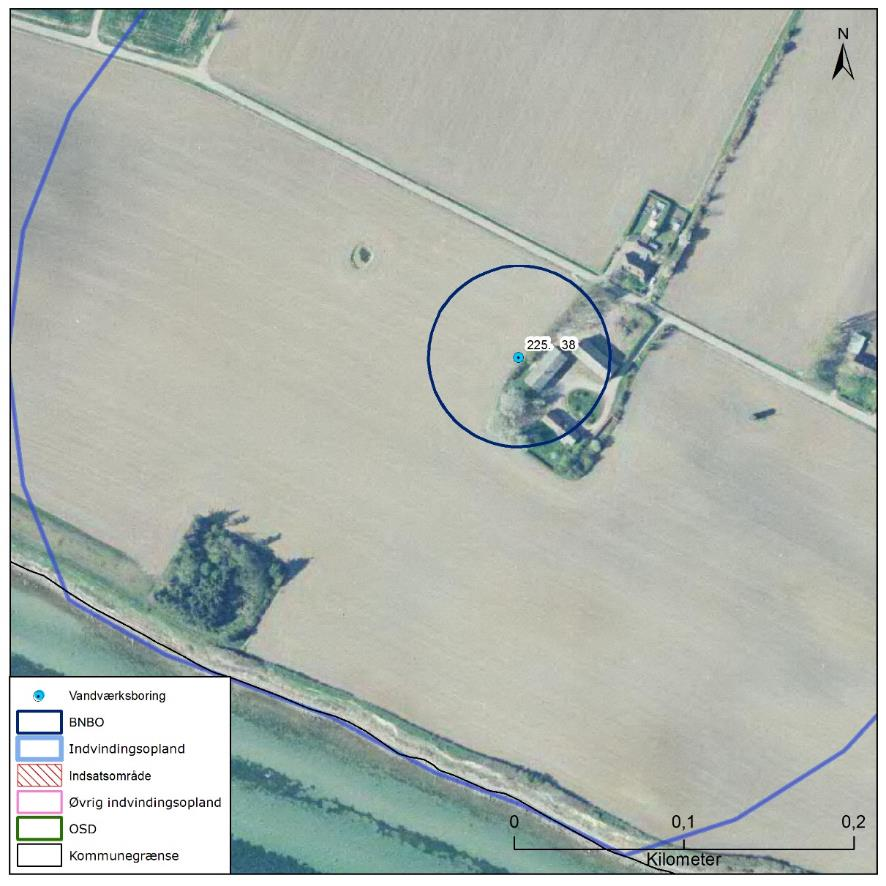 N
225. 38
Vandværksboring
BNBO
Indvindingsopland
Indsatsområde
Øvrig indvindingsopland
OSD
Kommunegrænse
0 0,1 0,2
Kilometer